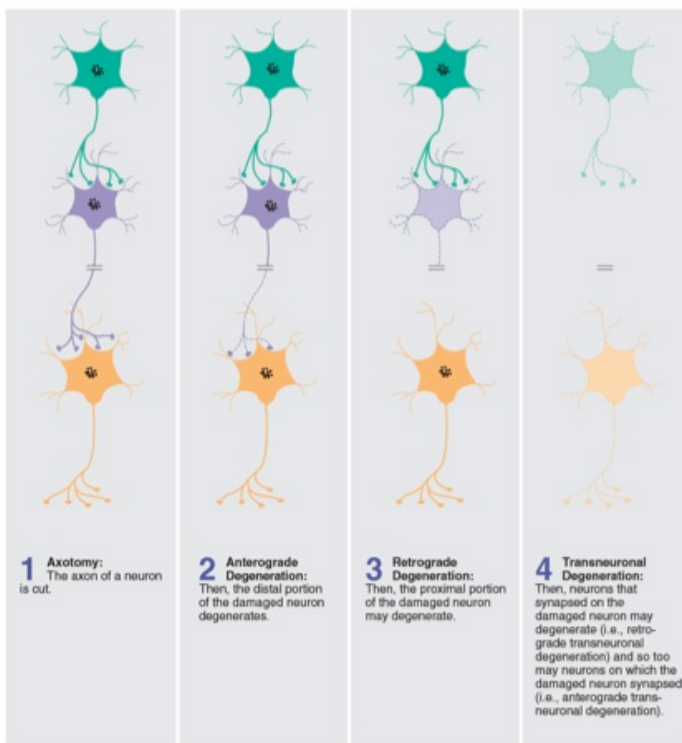 1 Axotomy:
The axon of a neuron
is cut.
2 Anterograde
Degeneration:
Then, the distal portion
of the damaged neuron
degenerates.
3 Retrograde
Degeneration:
Then, the proximal portion
of the damaged neuron
may degenerate.
4 Transneuronal
Degeneration:
Then, neurons that
synapsed on the
damaged neuron may
degenerate (i.e., retro-
grade transneuronal
degeneration) and so too
may neurons on which the
damaged neuron synapsed
(i.e., anterograde trans-
neuronal degeneration).